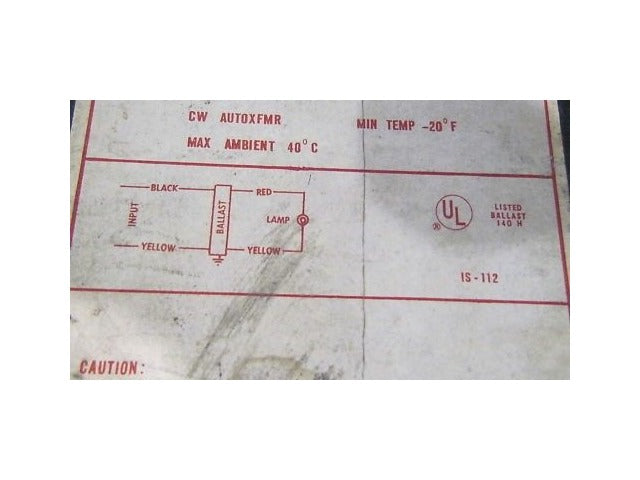 CW AUTOXFMR
MIN TEMP -20°F
MAX AMBIENT 40°C
BLACK
RED
INPUT
BALLAST
LAMP
YELLOW
YELLOW
UL
®
LISTED
BALLAST
140 H
IS-112
CAUTION: